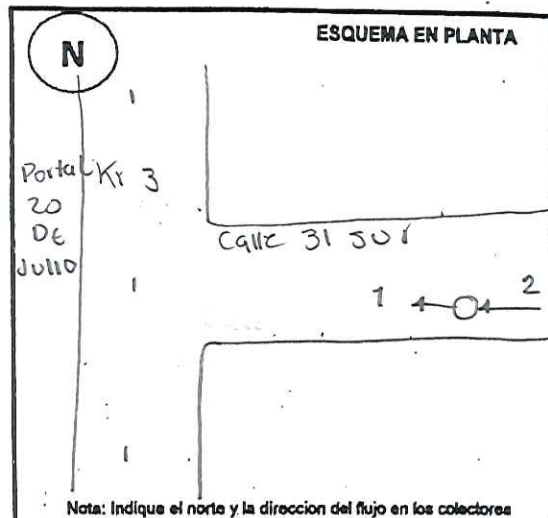 N
ESQUEMA EN PLANTA
Portal
20
DE
Julio
Kr 3
Calle 31 sur
1
2
Nota: Indique el norte y la direccion del flujo en los colectores